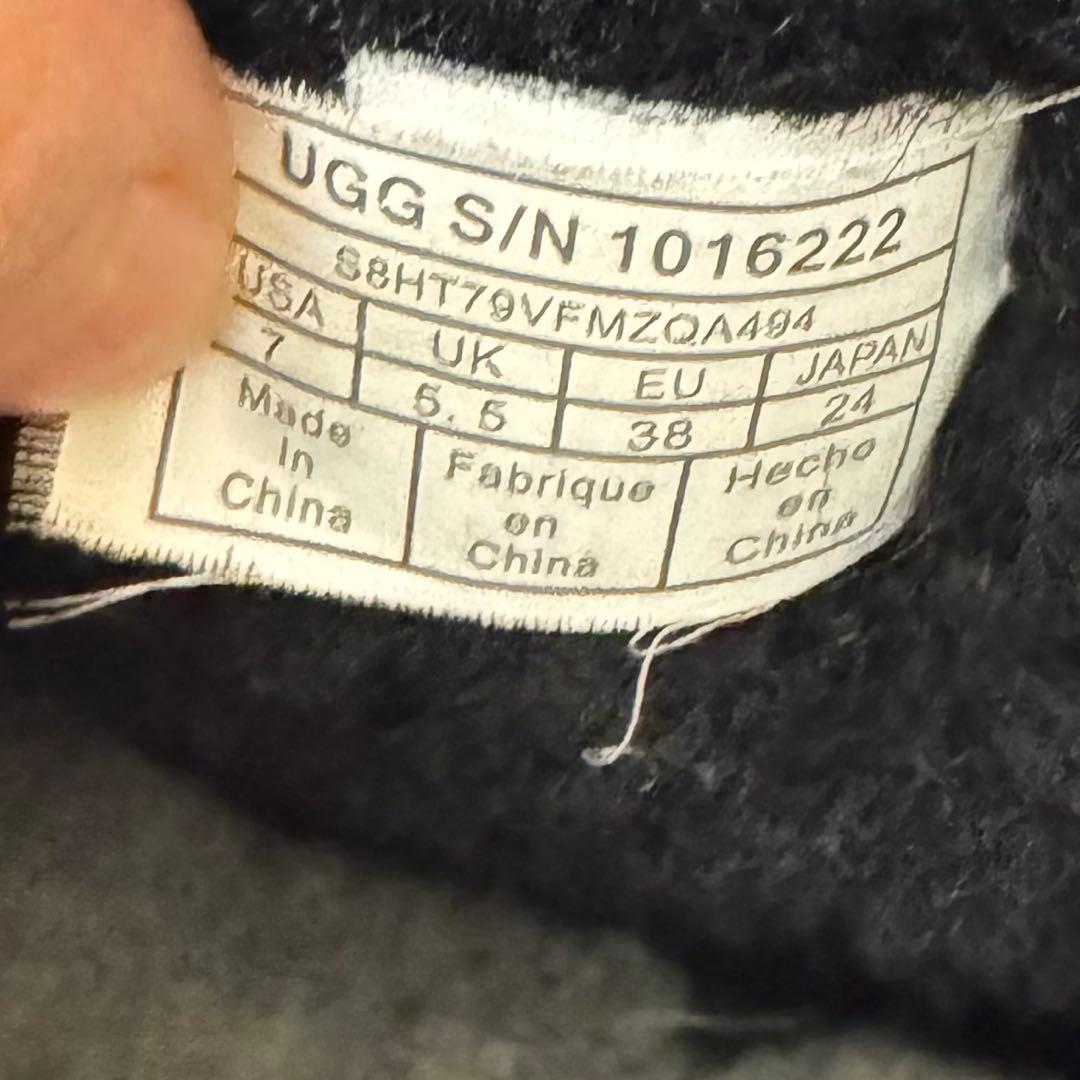 UGG S/N 1016222
S8HT79VFMZQA494
USA UK EU JAPAN
7 5.5 38 24
Made Fabrique Hecho
In en en
China China China